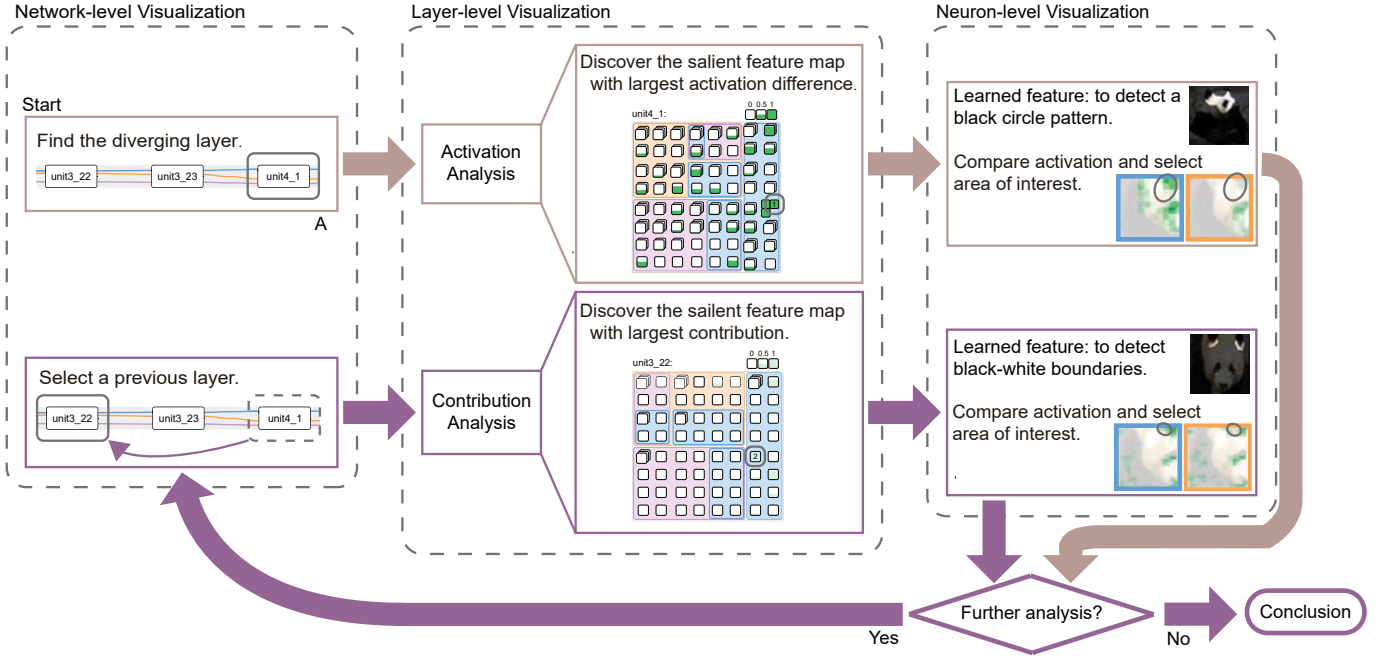 Network-level Visualization
Layer-level Visualization
Neuron-level Visualization
Start
Find the diverging layer.
unit3_22
unit3_23
unit4_1
A
Activation
Analysis
Discover the salient feature map
with largest activation difference.
0 0.5 1
unit4_1:
1
Learned feature: to detect a
black circle pattern.
Compare activation and select
area of interest.
Select a previous layer.
unit3_22
unit3_23
unit4_1
Contribution
Analysis
Discover the sailent feature map
with largest contribution.
0 0.5 1
unit3_22:
2
Learned feature: to detect
black-white boundaries.
Compare activation and select
area of interest.
Further analysis?
Yes
No
Conclusion